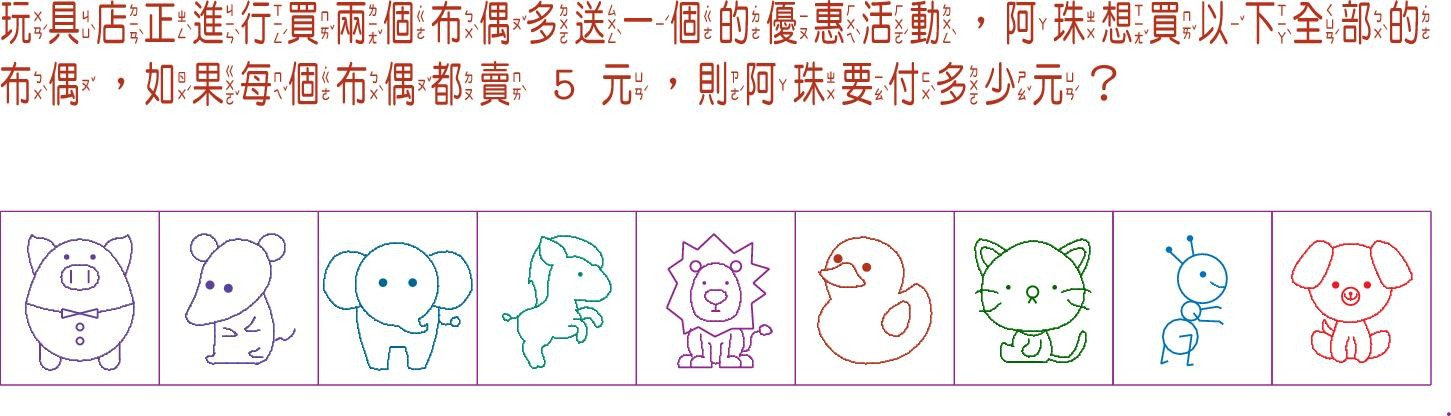 玩具店正進行買兩個布偶多送一個的優惠活動，阿珠想買以下全部的
布偶，如果每個布偶都賣 5 元，則阿珠要付多少元？